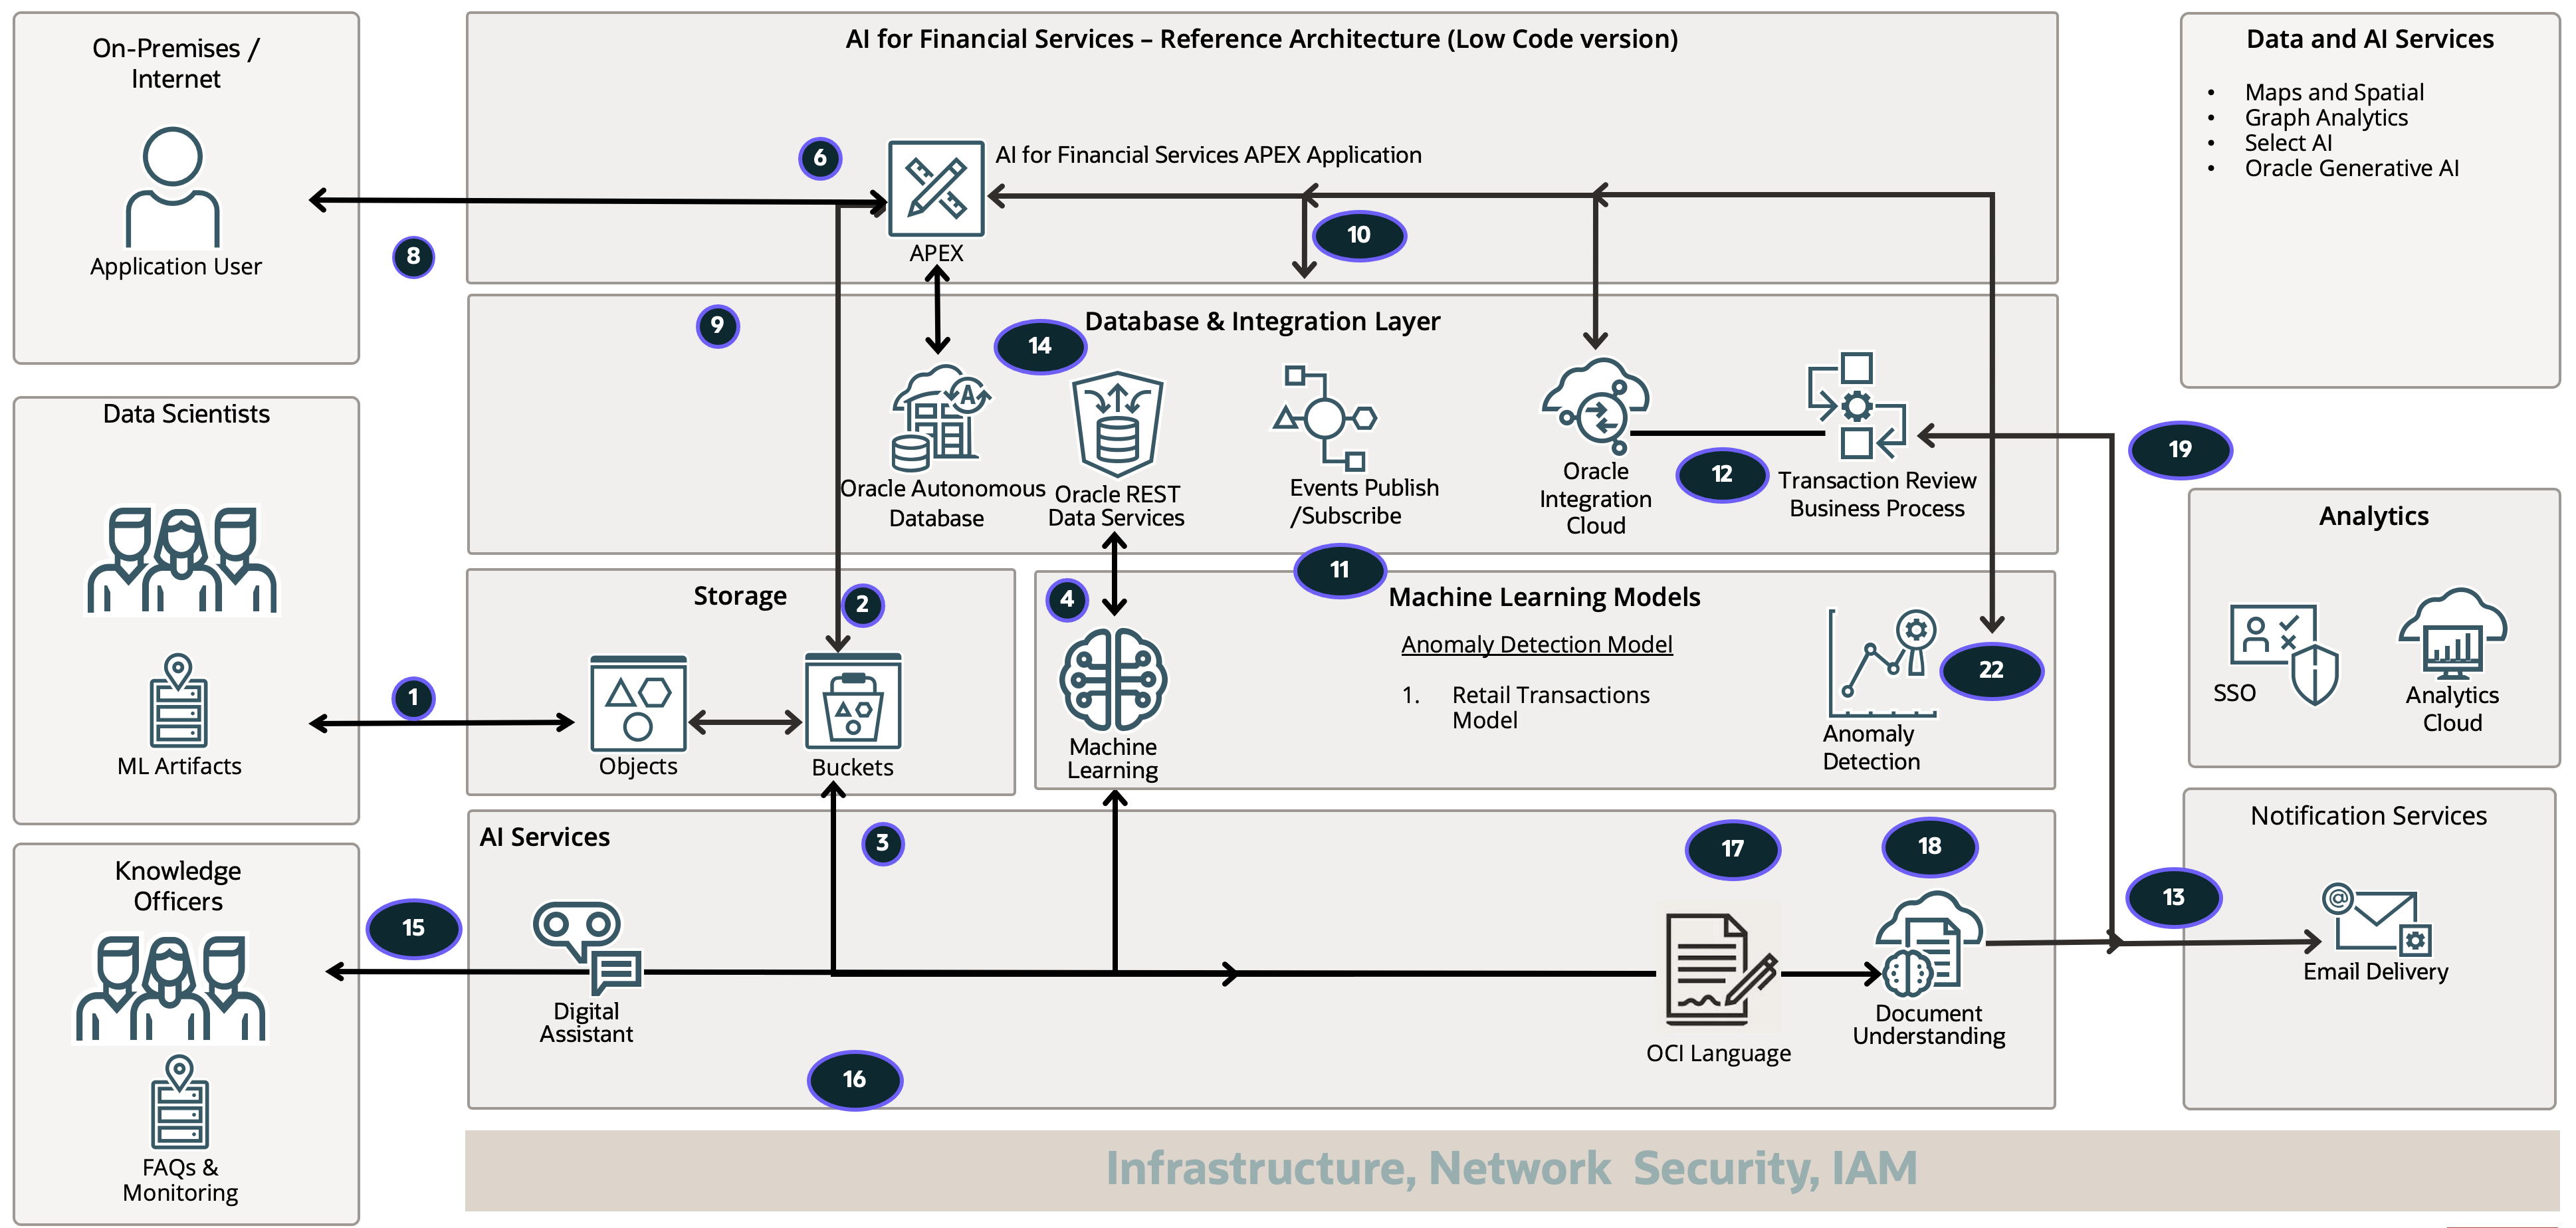 On-Premises /
Internet
Application User
8
Data Scientists
1
ML Artifacts
Knowledge
Officers
15
FAQs &
Monitoring
AI for Financial Services – Reference Architecture (Low Code version)
6
AI for Financial Services APEX Application
10
APEX
9
Database & Integration Layer
14
A
Oracle Autonomous
Database
Oracle REST
Data Services
Events Publish
/Subscribe
Oracle
Integration
Cloud
12
Transaction Review
Business Process
11
Storage
2
Objects
Buckets
4
Machine Learning Models
Anomaly Detection Model
1. Retail Transactions
Model
Machine
Learning
22
Anomaly
Detection
AI Services
3
17
18
Digital
Assistant
16
OCI Language
Document
Understanding
Data and AI Services
• Maps and Spatial
• Graph Analytics
• Select AI
• Oracle Generative AI
19
Analytics
SSO
Analytics
Cloud
Notification Services
13
@
Email Delivery
Infrastructure, Network Security, IAM